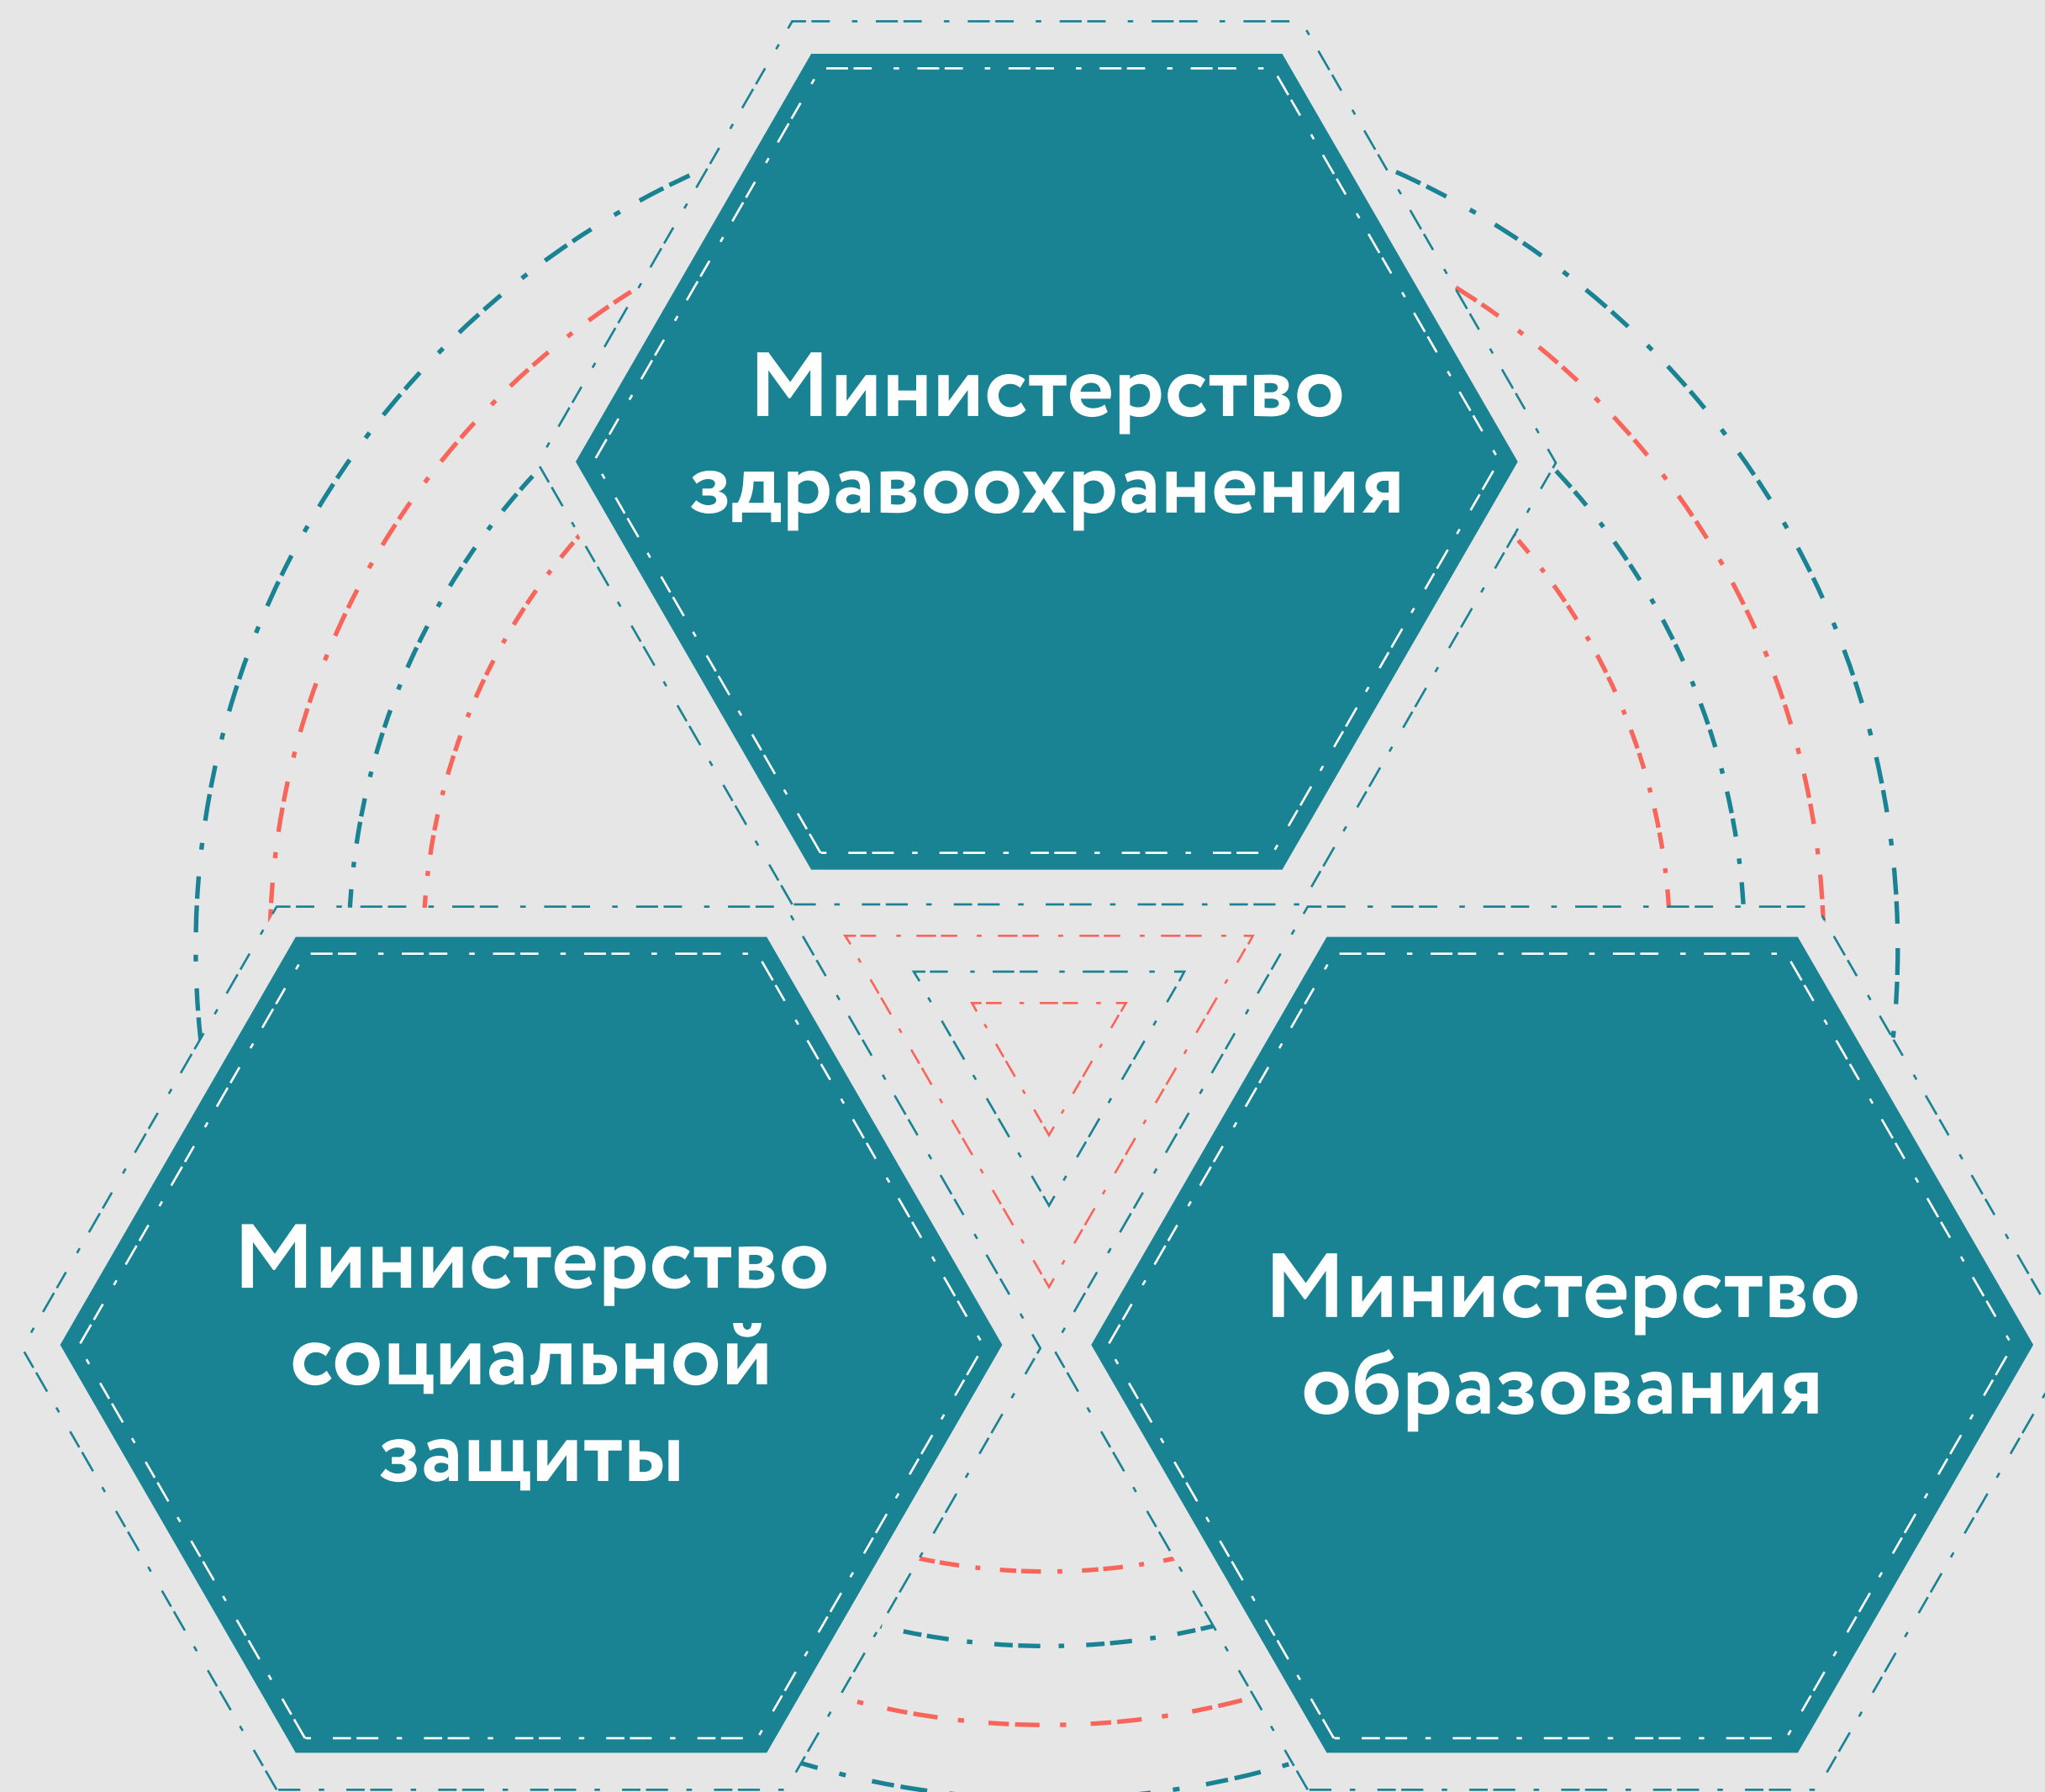 Министерство
здравоохранения
Министерство
социальной
защиты
Министерство
образования